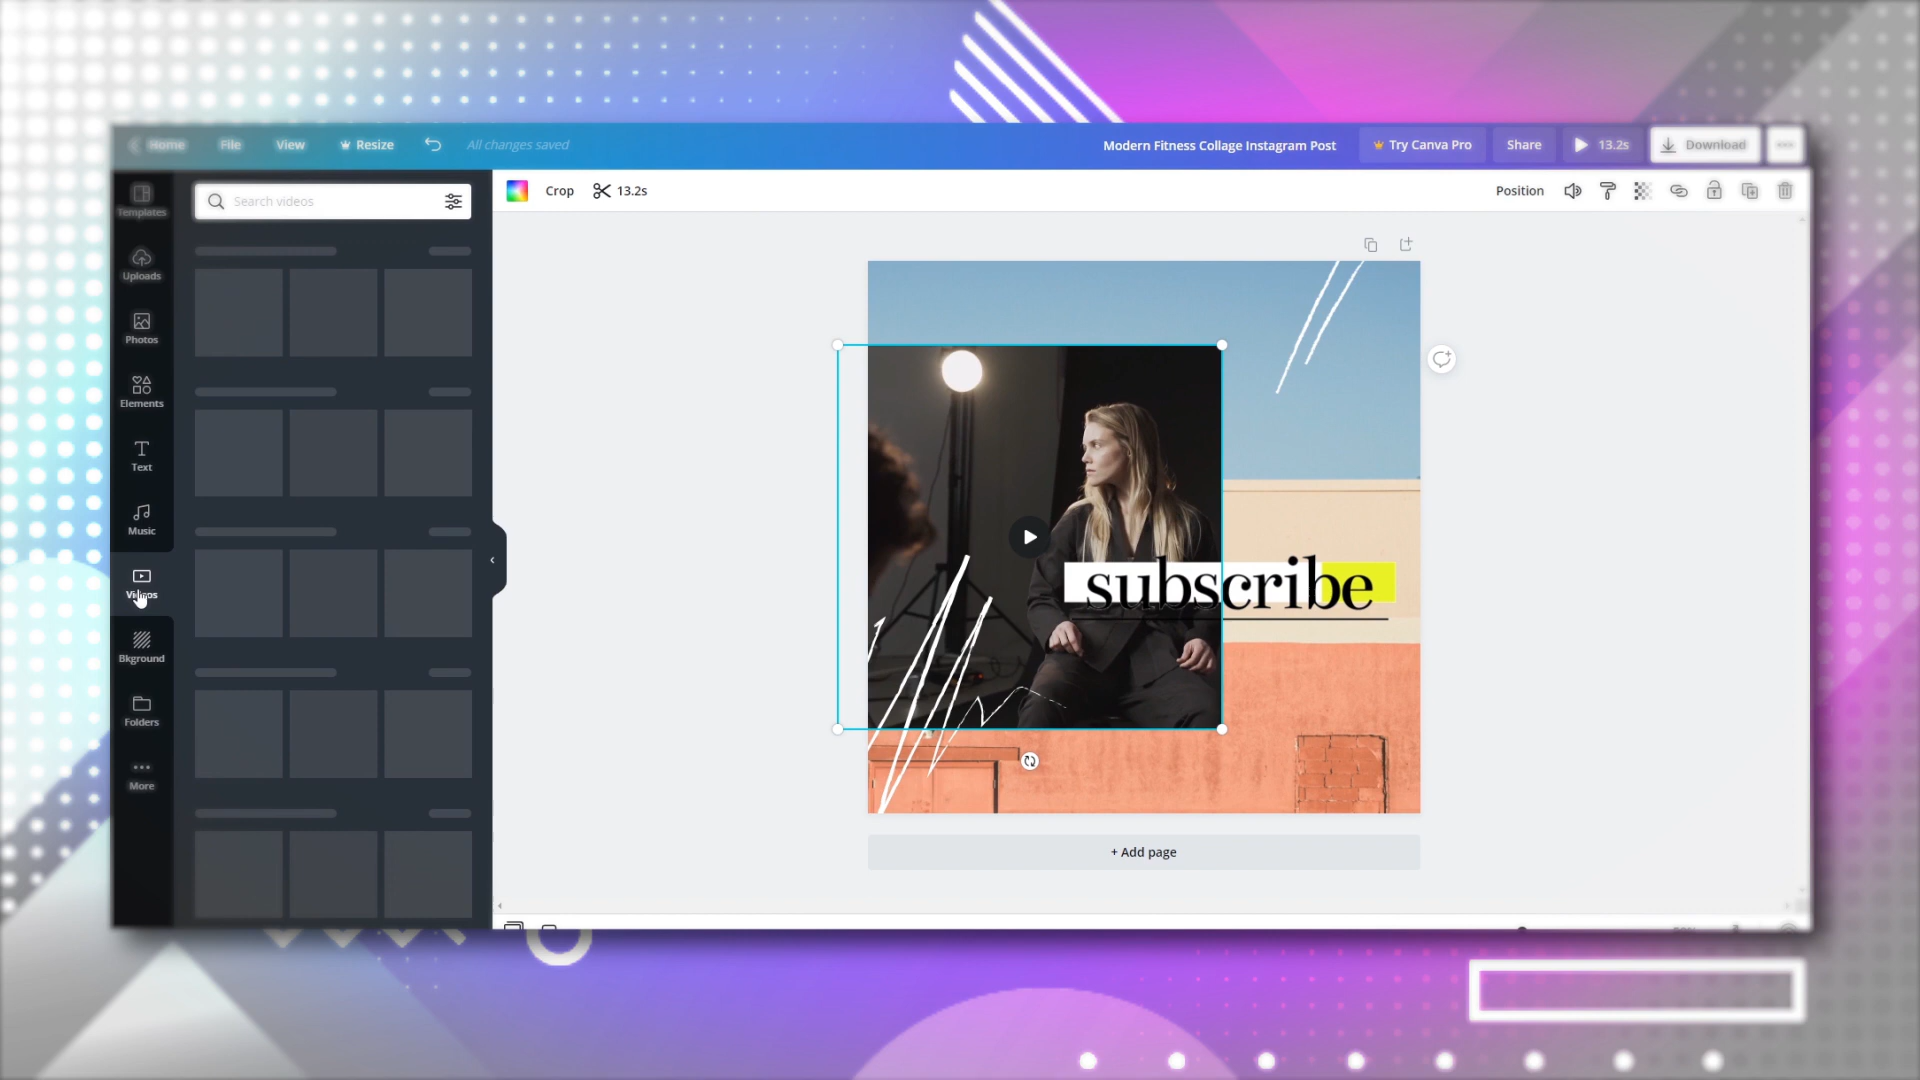 Home File View Resize All changes saved Modern Fitness Collage Instagram Post Try Canva Pro Share 13.2s Download
Templates
Search videos
Crop 13.2s Position
Uploads
Photos
Elements
Text
Music
Videos
Bkground
Folders
More
subscribe
+ Add page